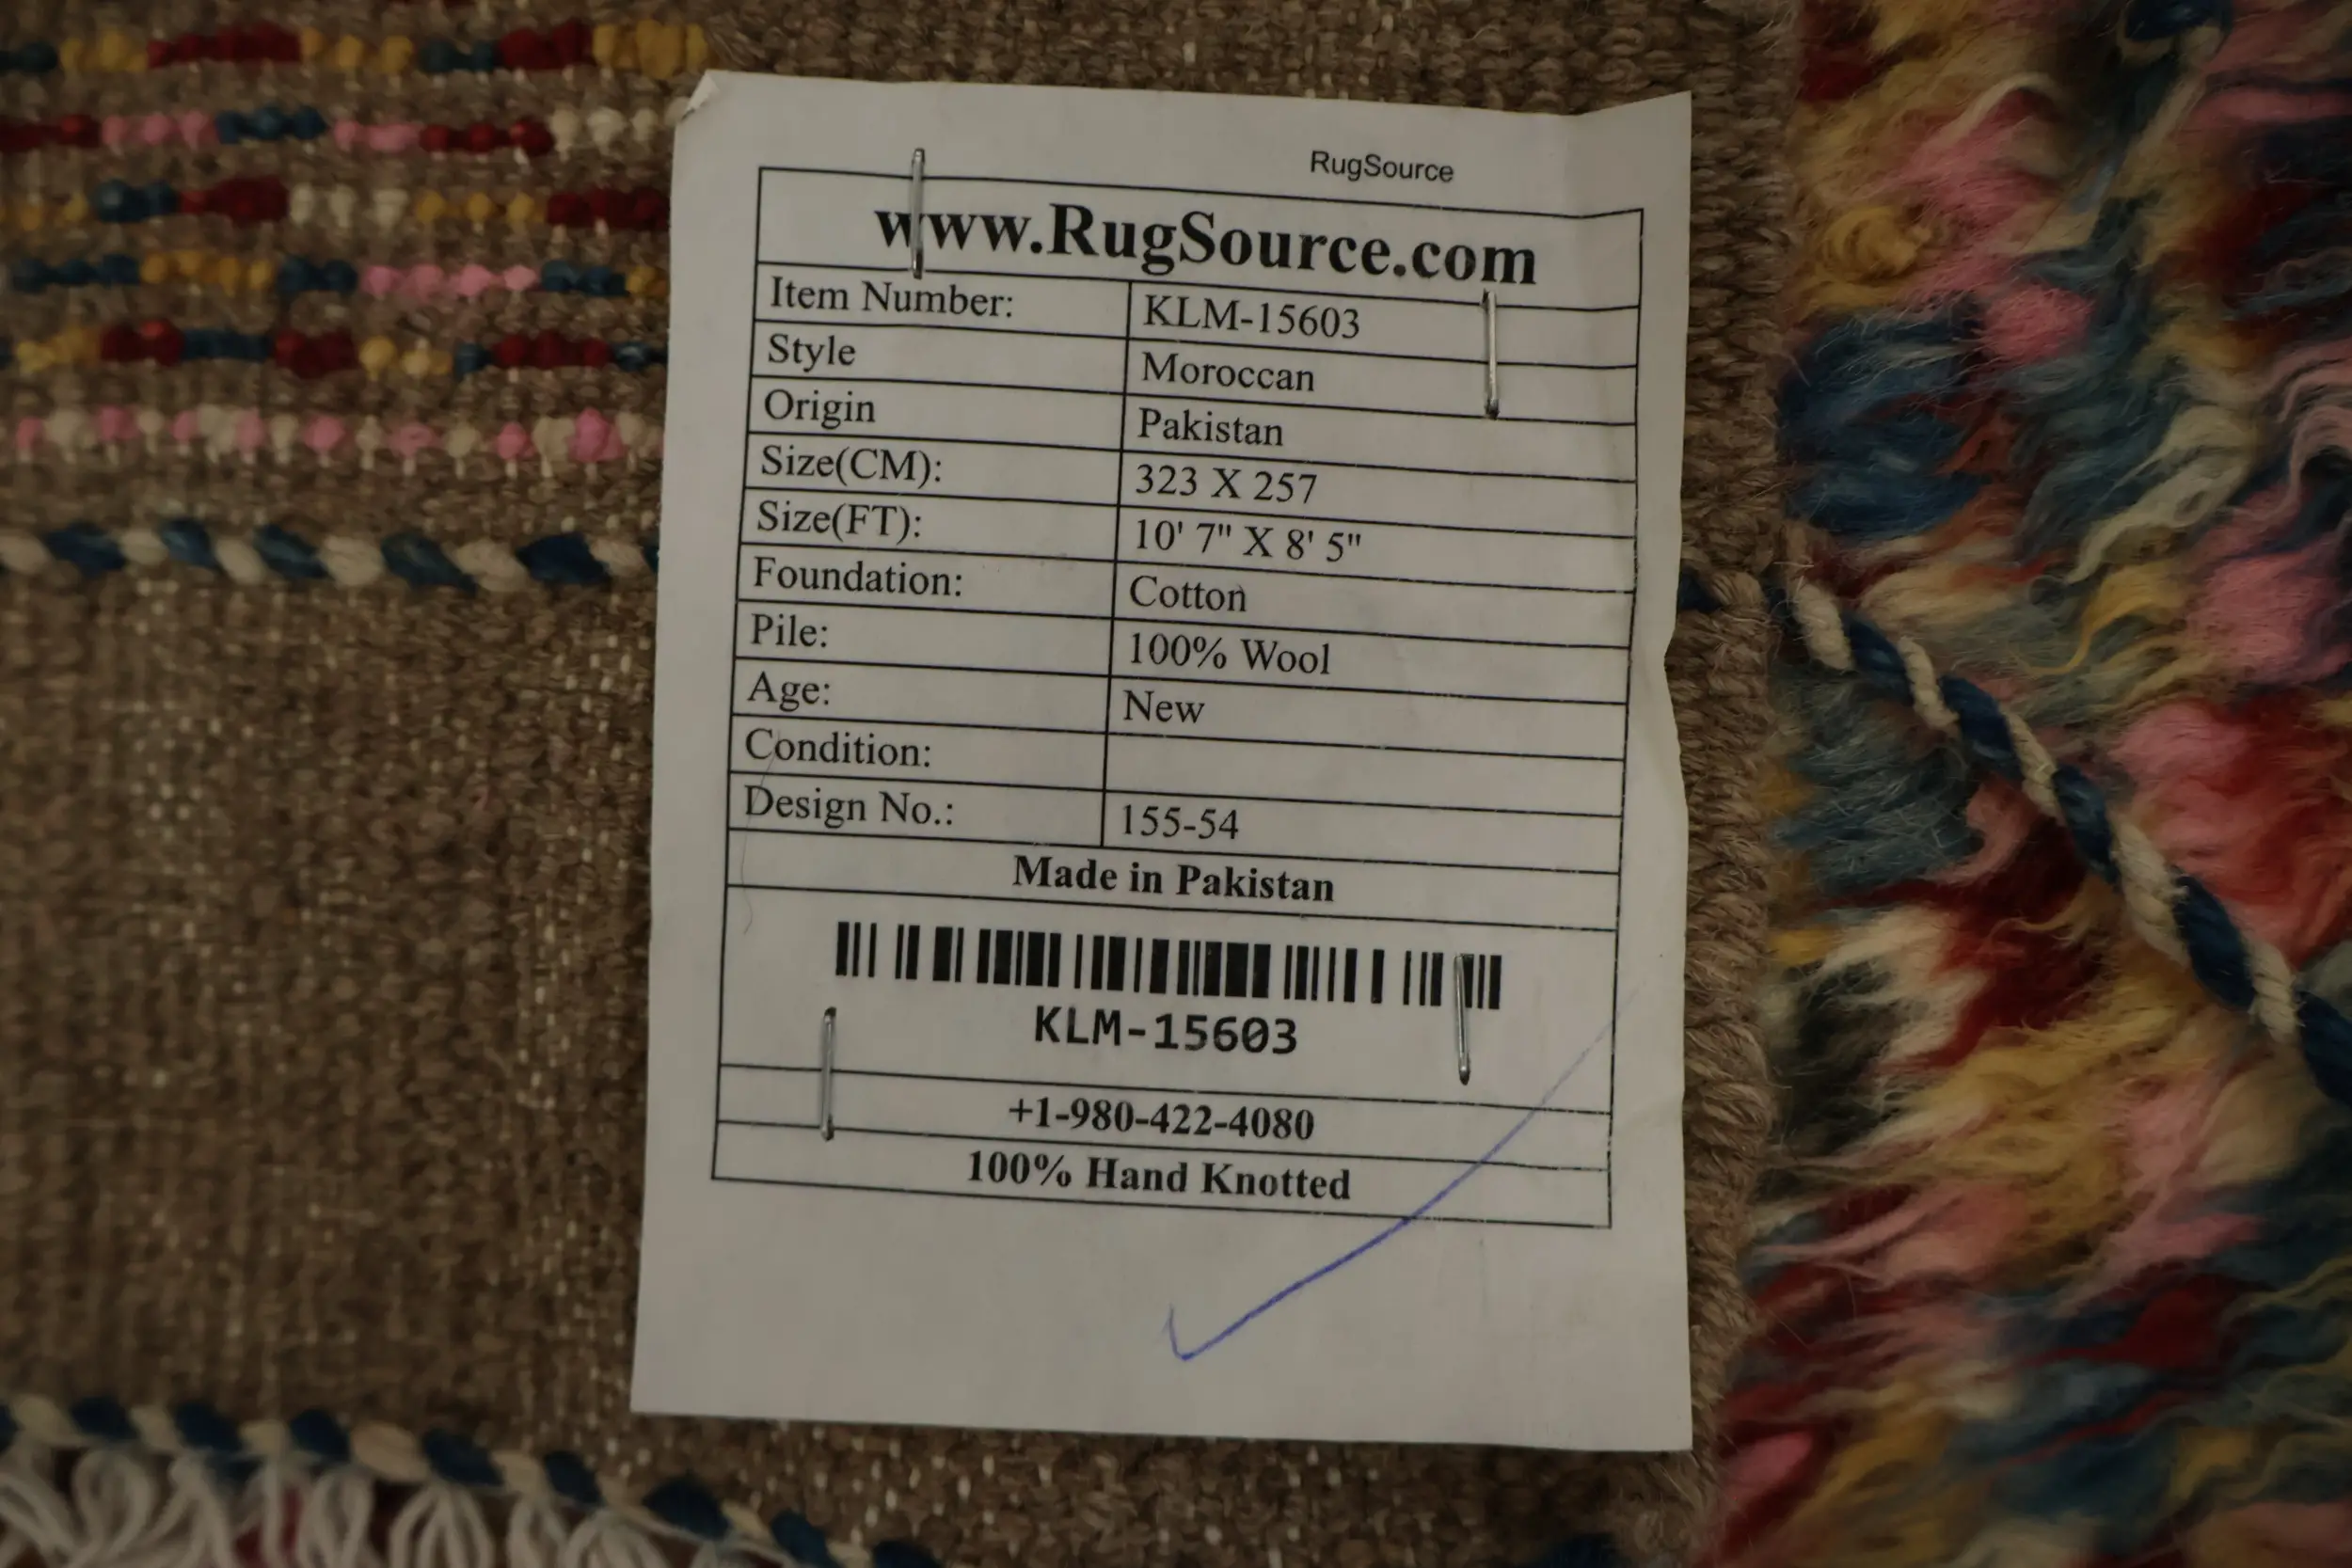 RugSource
www.RugSource.com
Item Number: KLM-15603
Style Moroccan
Origin Pakistan
Size(CM): 323 X 257
Size(FT): 10' 7" X 8' 5"
Foundation: Cotton
Pile: 100% Wool
Age: New
Condition:
Design No.: 155-54
Made in Pakistan
KLM-15603
+1-980-422-4080
100% Hand Knotted